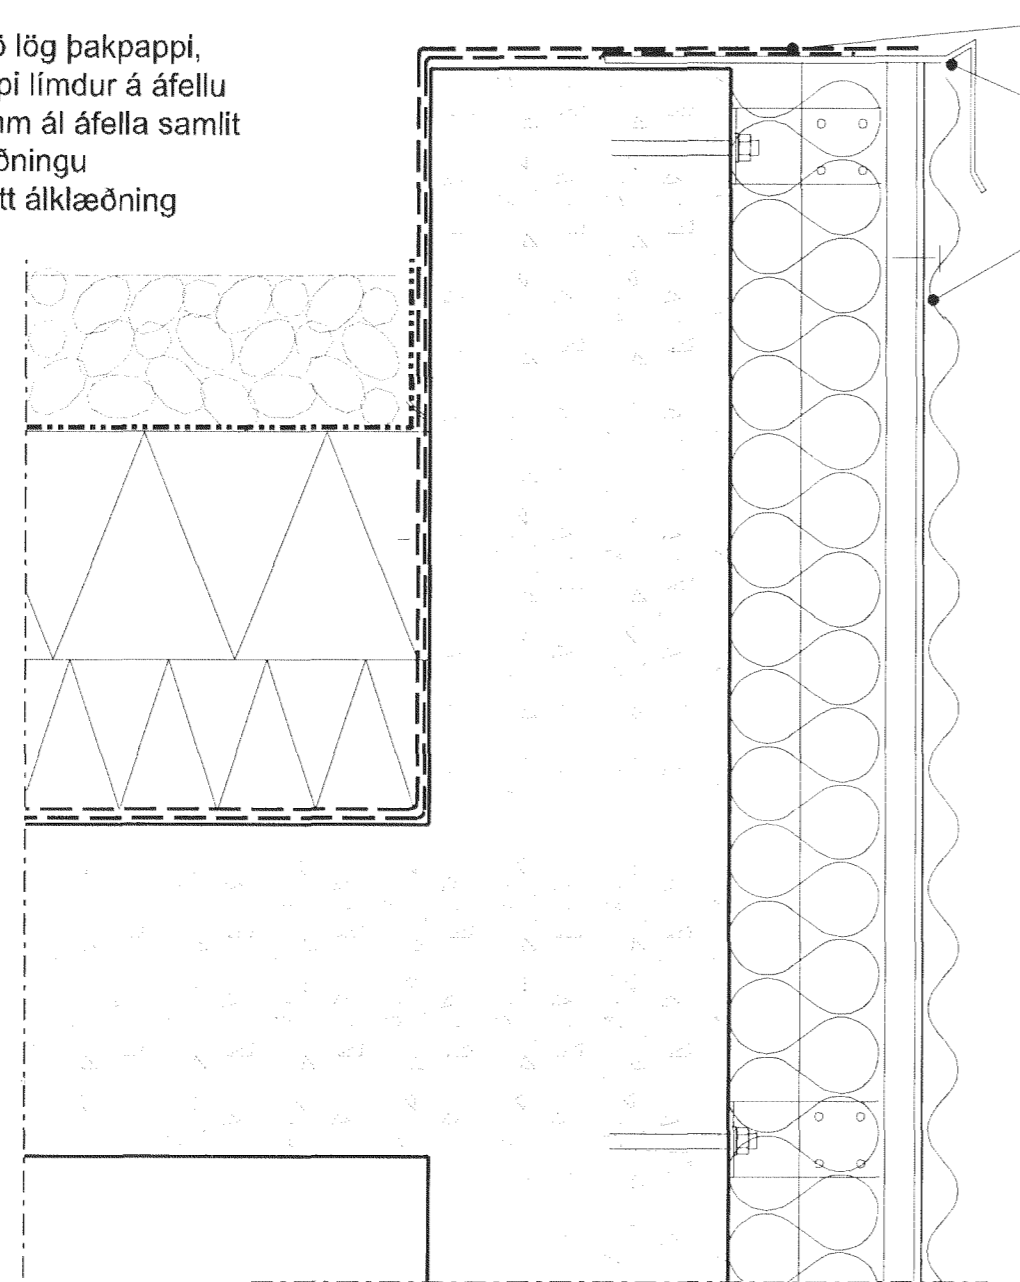 ð lög þakpappi,
pi límdur á áfellu
m ál áfella samlit
ðningu
tt álklæðning